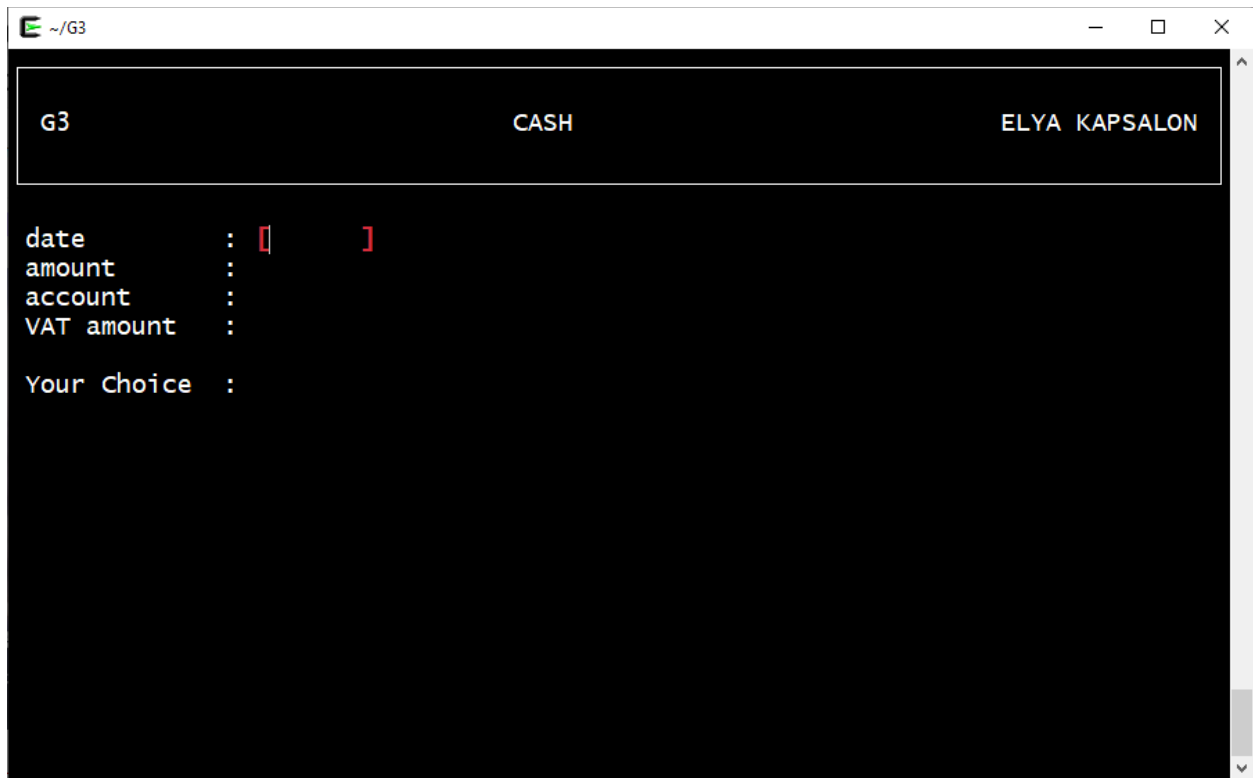 ~/G3
G3 CASH ELYA KAPSALON
date : [ ]
amount :
account :
VAT amount :
Your Choice :